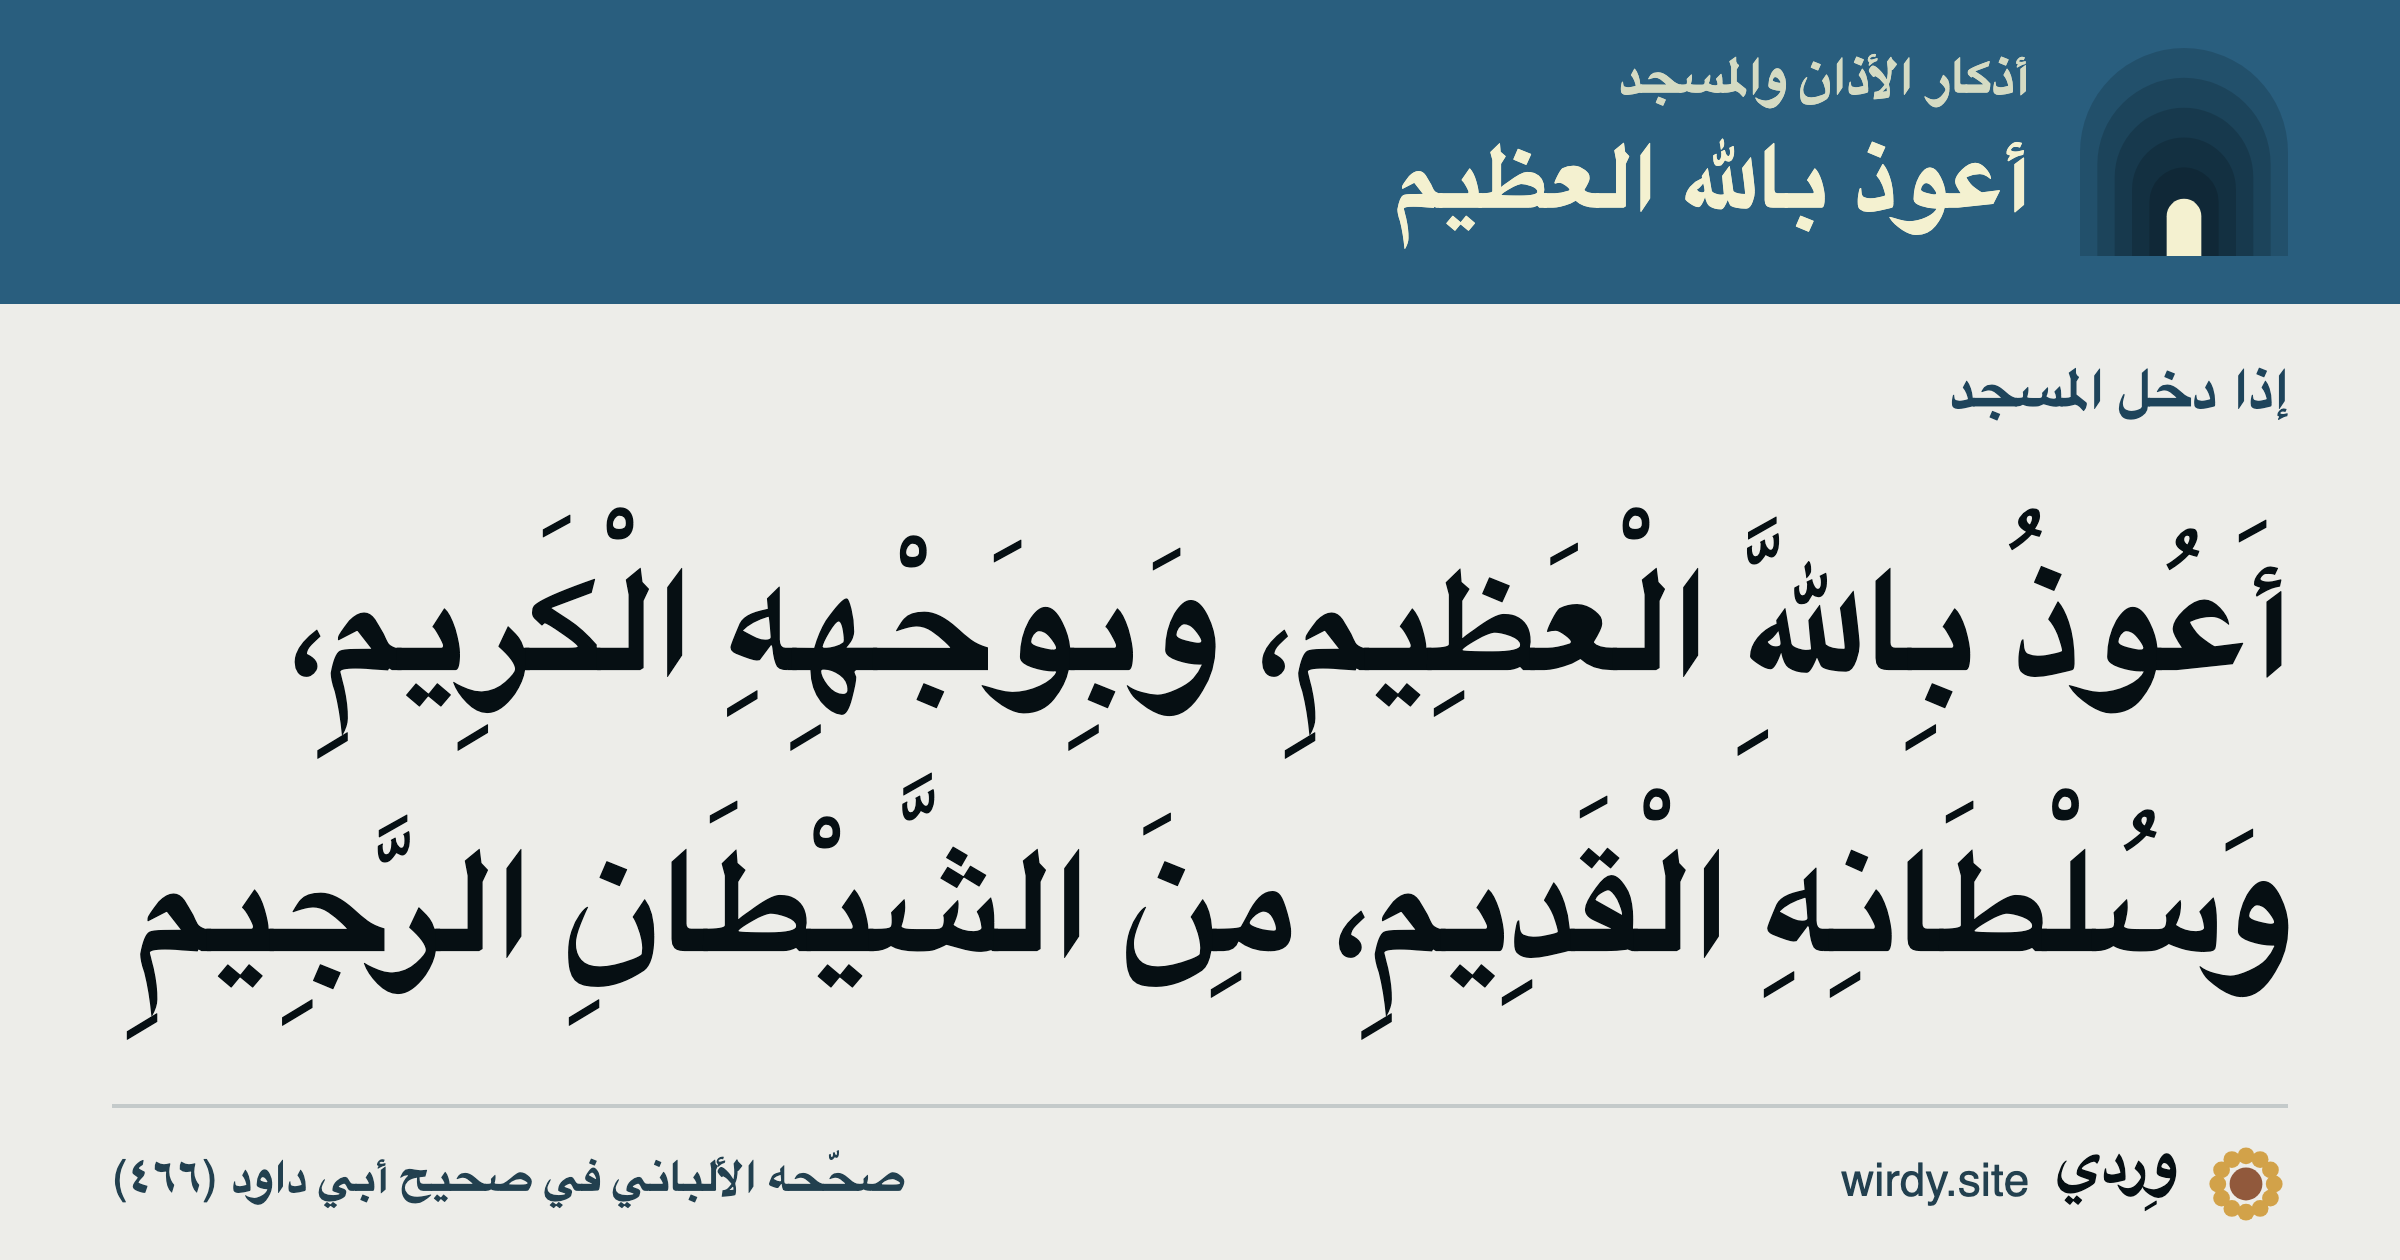 أذكار الأذان والمسجد
أعوذ بالله العظيم
إذا دخل المسجد
أَعُوذُ بِاللَّهِ الْعَظِيمِ، وَبِوَجْهِهِ الْكَرِيمِ،
وَسُلْطَانِهِ الْقَدِيمِ، مِنَ الشَّيْطَانِ الرَّجِيمِ
وِردي wirdy.site
صحّحه الألباني في صحيح أبي داود (٤٦٦)